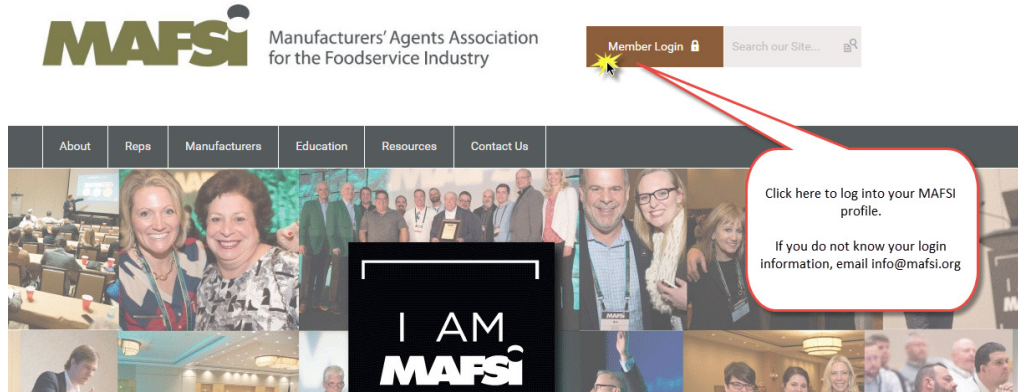 MAFSI
Manufacturers' Agents Association
for the Foodservice Industry
Member Login
Search our Site...
About
Reps
Manufacturers
Education
Resources
Contact Us
Click here to log into your MAFSI
profile.
If you do not know your login
information, email info@mafsi.org
MAFSI
I AM
MAFSI